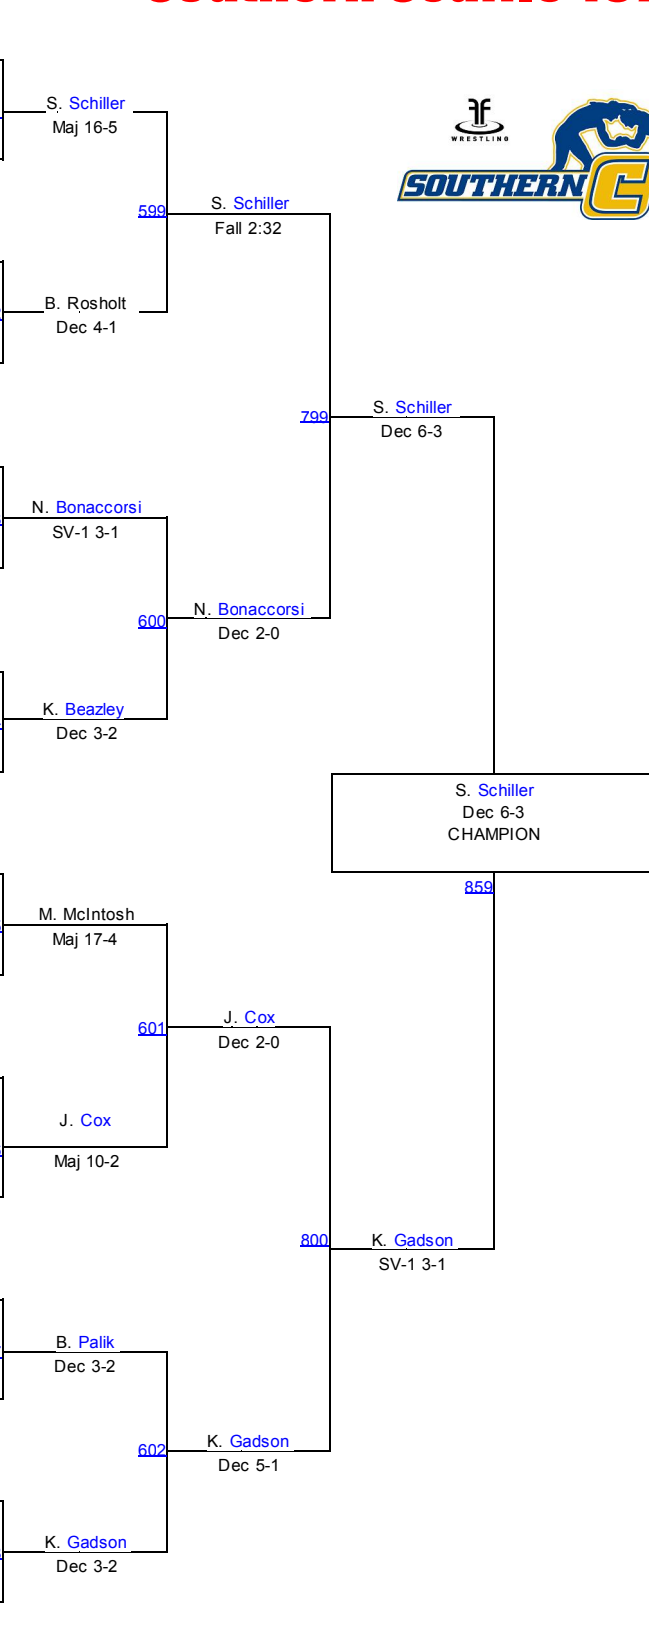 S. Schiller
Maj 16-5
599
S. Schiller
Fall 2:32
B. Rosholt
Dec 4-1
WRESTLING
SOUTHERN
799
S. Schiller
Dec 6-3
N. Bonaccorsi
SV-1 3-1
600
N. Bonaccorsi
Dec 2-0
K. Beazley
Dec 3-2
S. Schiller
Dec 6-3
CHAMPION
859
M. McIntosh
Maj 17-4
601
J. Cox
Dec 2-0
J. Cox
Maj 10-2
800
K. Gadson
SV-1 3-1
B. Palik
Dec 3-2
602
K. Gadson
Dec 5-1
K. Gadson
Dec 3-2